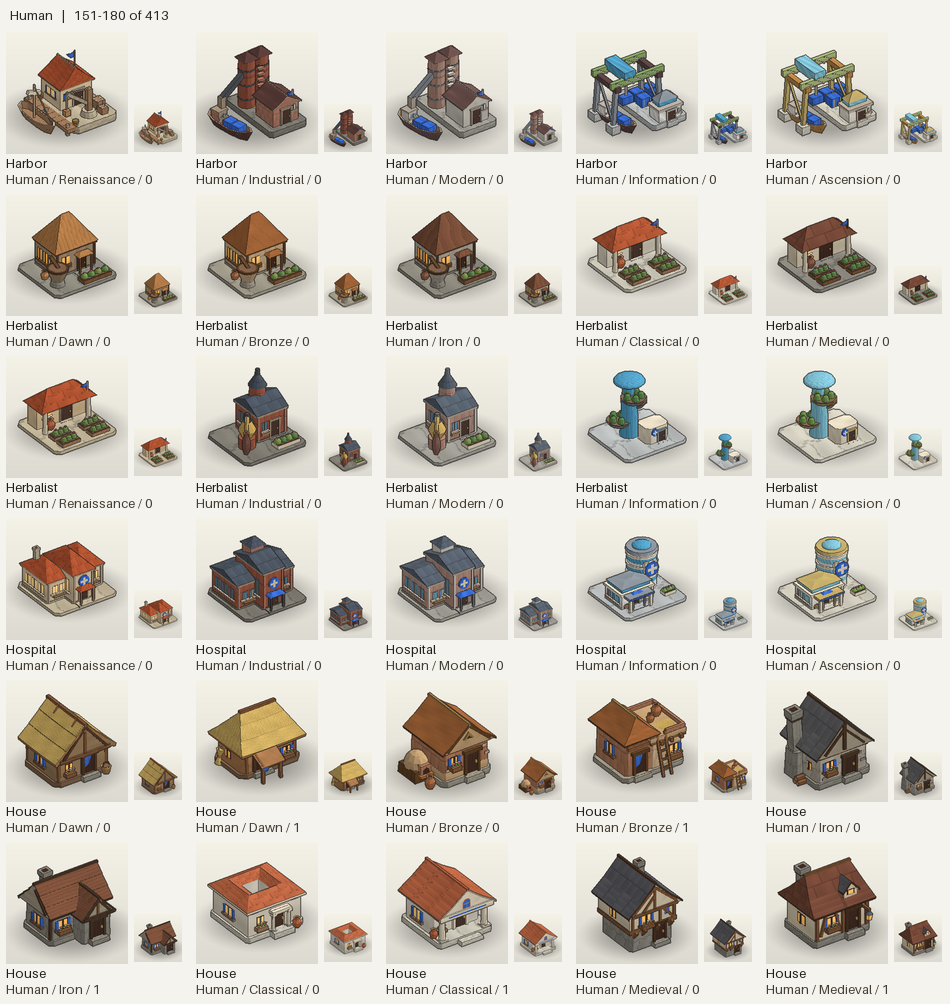 Human | 151-180 of 413
Harbor
Human / Renaissance / 0
Harbor
Human / Industrial / 0
Harbor
Human / Modern / 0
Harbor
Human / Information / 0
Harbor
Human / Ascension / 0
Herbalist
Human / Dawn / 0
Herbalist
Human / Bronze / 0
Herbalist
Human / Iron / 0
Herbalist
Human / Classical / 0
Herbalist
Human / Medieval / 0
Herbalist
Human / Renaissance / 0
Herbalist
Human / Industrial / 0
Herbalist
Human / Modern / 0
Herbalist
Human / Information / 0
Herbalist
Human / Ascension / 0
Hospital
Human / Renaissance / 0
Hospital
Human / Industrial / 0
Hospital
Human / Modern / 0
Hospital
Human / Information / 0
Hospital
Human / Ascension / 0
House
Human / Dawn / 0
House
Human / Dawn / 1
House
Human / Bronze / 0
House
Human / Bronze / 1
House
Human / Iron / 0
House
Human / Iron / 1
House
Human / Classical / 0
House
Human / Classical / 1
House
Human / Medieval / 0
House
Human / Medieval / 1